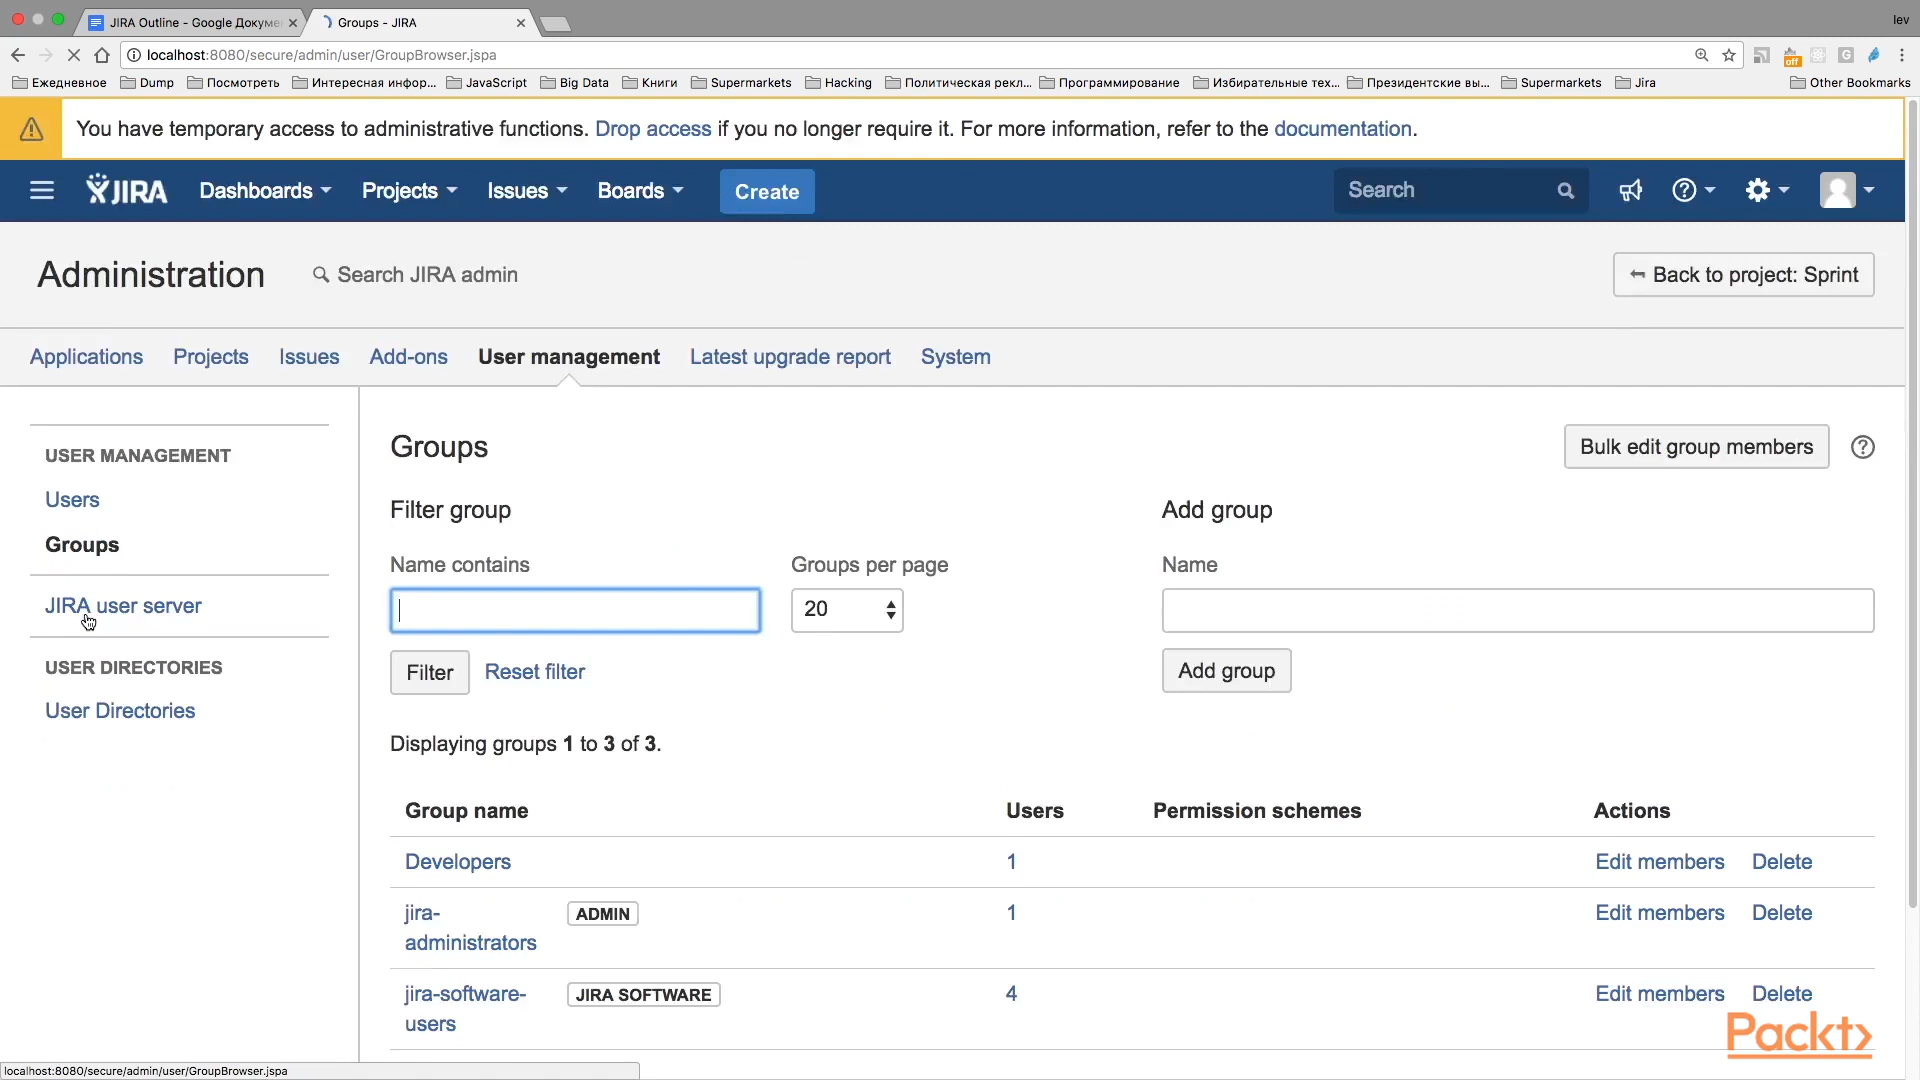 JIRA Outline - Google Докуме
Groups - JIRA
lev
localhost:8080/secure/admin/user/GroupBrowser.jspa
off
Ежедневное
Dump
Посмотреть
Интересная инфор...
JavaScript
Big Data
Книги
Supermarkets
Hacking
Политическая рекл...
Программирование
Избирательные тех...
Президентские вы...
Supermarkets
Jira
Other Bookmarks
You have temporary access to administrative functions. Drop access if you no longer require it. For more information, refer to the documentation.
JIRA
Dashboards
Projects
Issues
Boards
Create
Search
Administration
Search JIRA admin
Back to project: Sprint
Applications
Projects
Issues
Add-ons
User management
Latest upgrade report
System
USER MANAGEMENT
Users
Groups
JIRA user server
USER DIRECTORIES
User Directories
Groups
Bulk edit group members
Filter group
Add group
Name contains
Groups per page
Name
20
Filter
Reset filter
Add group
Displaying groups 1 to 3 of 3.
Group name
Users
Permission schemes
Actions
Developers
1
Edit members
Delete
jira-
administrators
ADMIN
1
Edit members
Delete
jira-software-
users
JIRA SOFTWARE
4
Edit members
Delete
Packt
localhost:8080/secure/admin/user/GroupBrowser.jspa